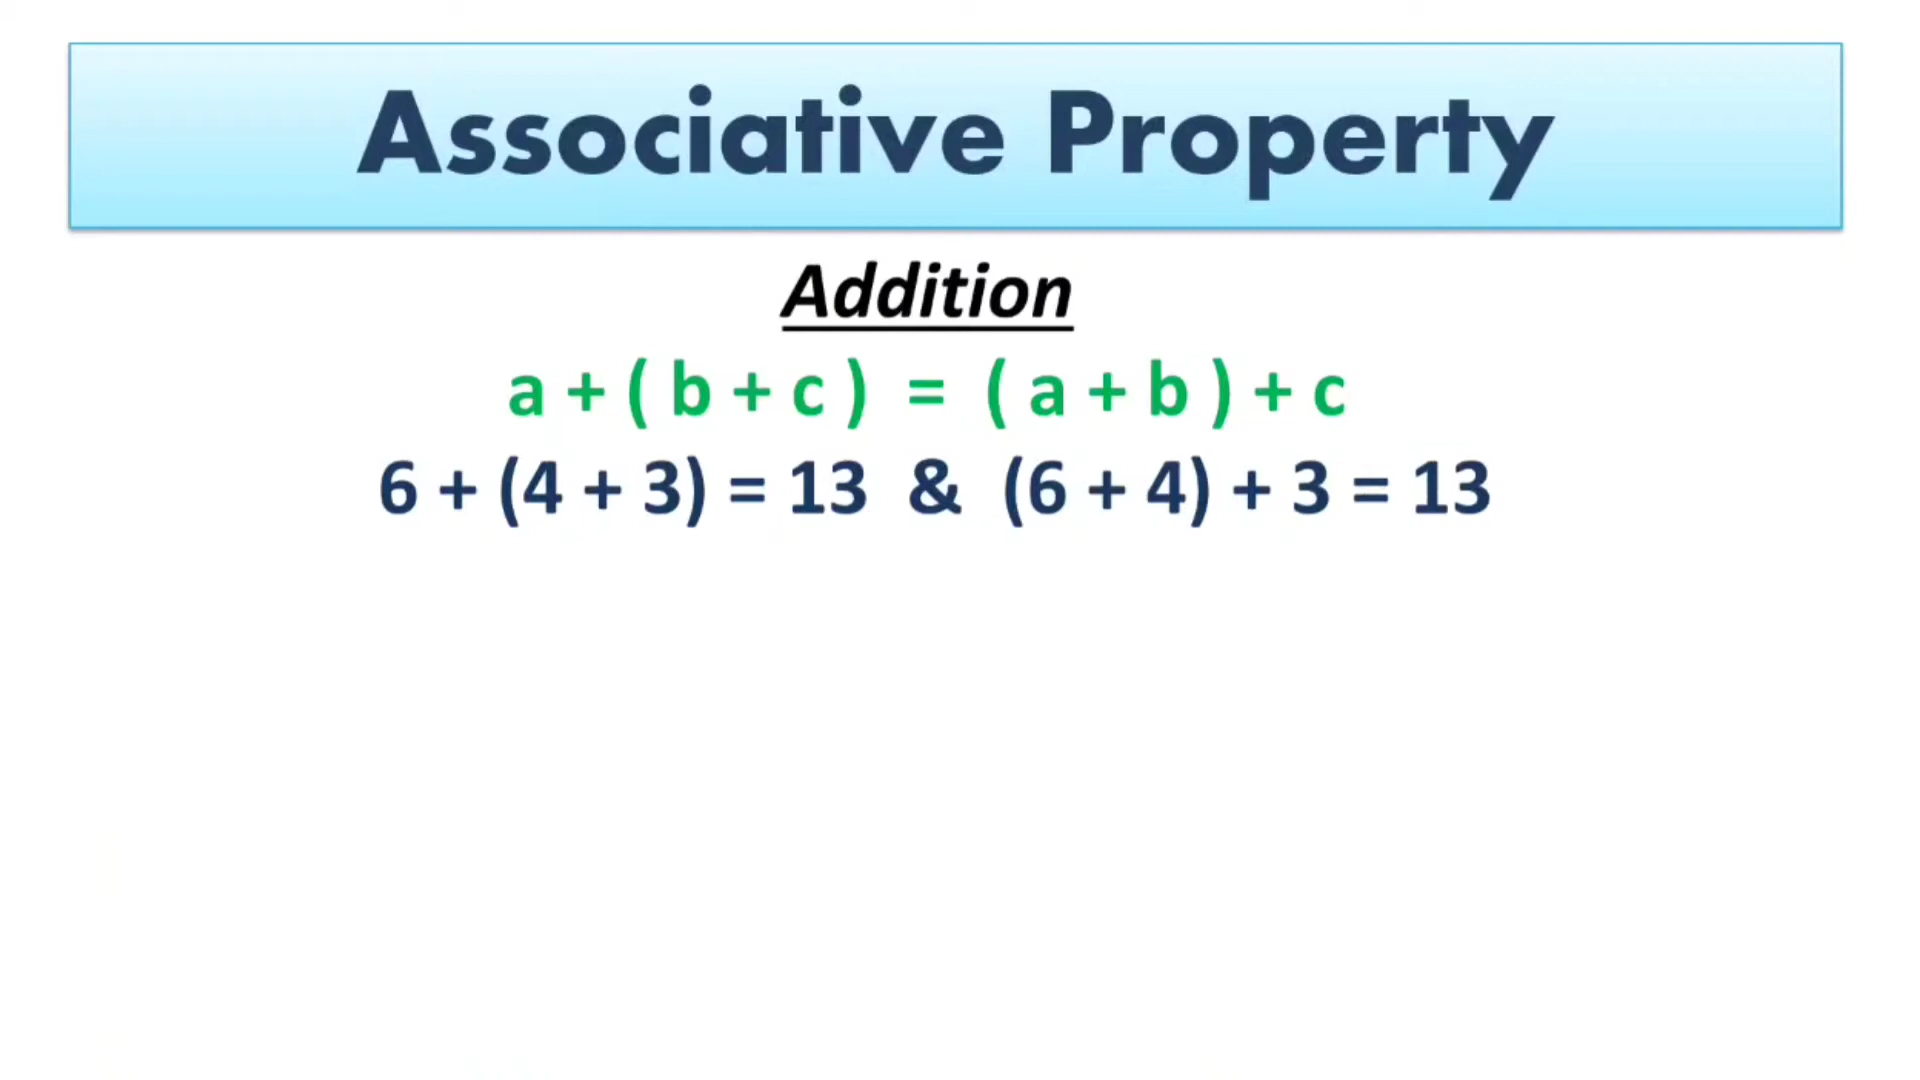 Associative Property
Addition
a + ( b + c ) = ( a + b ) + c
6 + (4 + 3) = 13 & (6 + 4) + 3 = 13